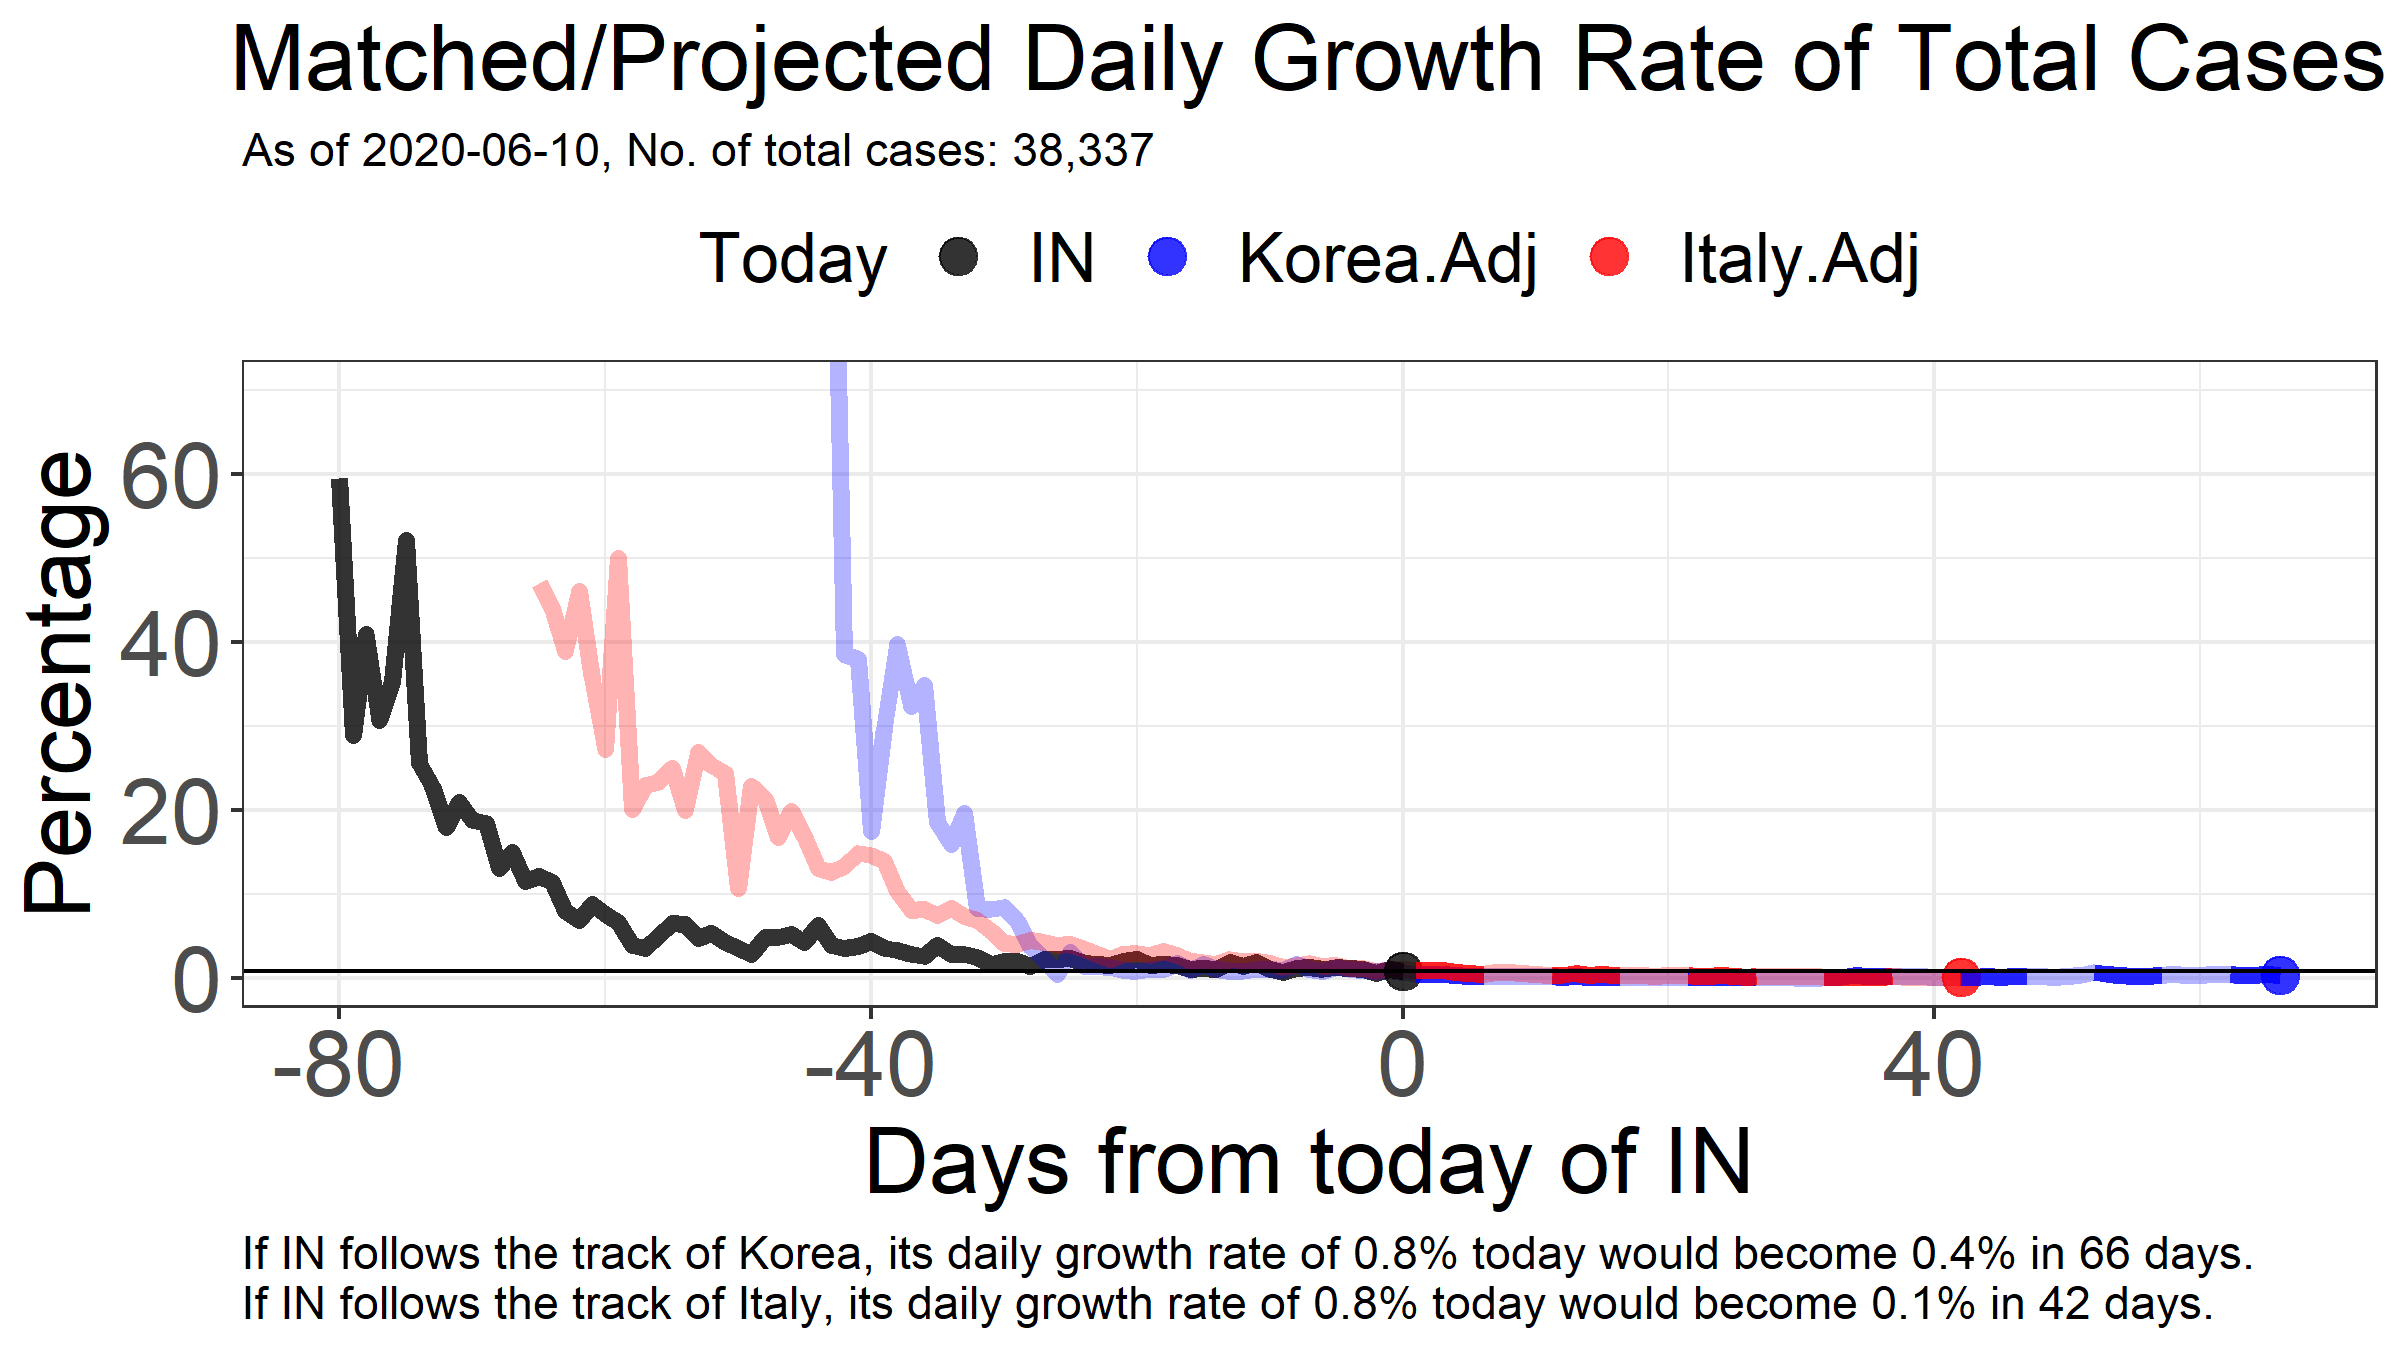 Matched/Projected Daily Growth Rate of Total Cases
As of 2020-06-10, No. of total cases: 38,337
Today IN Korea.Adj Italy.Adj
Percentage
60
40
20
0
-80 -40 0 40
Days from today of IN
If IN follows the track of Korea, its daily growth rate of 0.8% today would become 0.4% in 66 days.
If IN follows the track of Italy, its daily growth rate of 0.8% today would become 0.1% in 42 days.